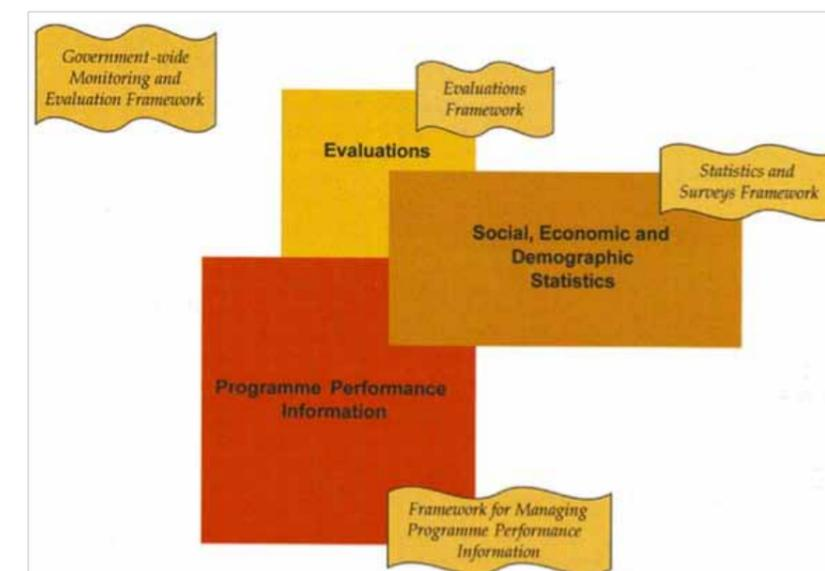 Government-wide
Monitoring and
Evaluation Framework
Evaluations
Framework
Evaluations
Statistics and
Surveys Framework
Social, Economic and
Demographic
Statistics
Programme Performance
Information
Framework for Managing
Programme Performance
Information